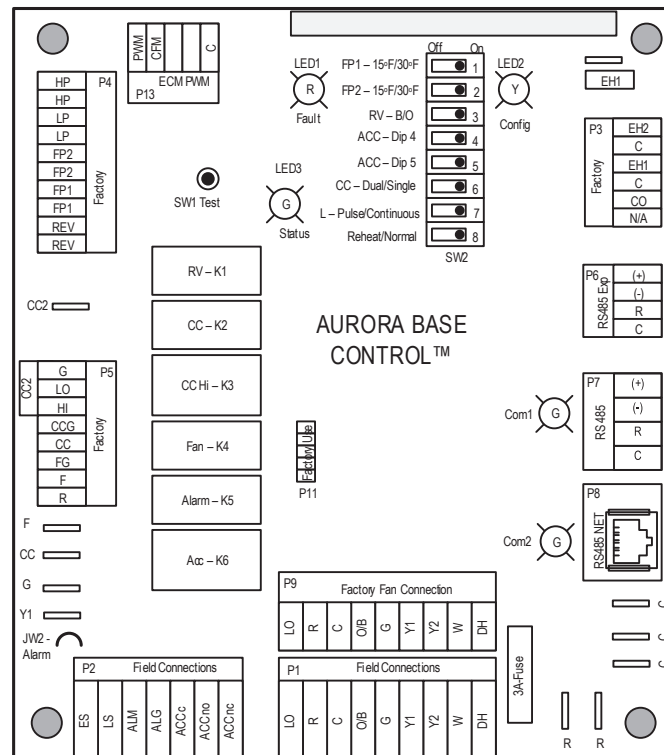 PWM
CFM
C
ECM PWM
P13
Off On
LED1
FP1 – 15ºF/30ºF
1
LED2
R
FP2 – 15ºF/30ºF
2
Y
Fault
RV – B/O
3
Config
ACC – Dip 4
4
ACC – Dip 5
5
CC – Dual/Single
6
L – Pulse/Continuous
7
Reheat/Normal
8
SW2
EH1
P4
HP
HP
LP
LP
FP2
FP2
FP1
FP1
REV
REV
Factory
SW1 Test
LED3
G
Status
P3
EH2
C
EH1
C
CO
N/A
Factory
RV – K1
CC – K2
CC Hi – K3
Fan – K4
Alarm – K5
Acc – K6
AURORA BASE
CONTROL™
P6
RS485 Exp
(+)
(-)
R
C
CC2
CC2
P5
G
LO
HI
CCG
CC
FG
F
R
Factory
Factory Use
P11
Com1
G
P7
RS 485
(+)
(-)
R
C
Com2
G
P8
RS485 NET
F
CC
G
Y1
JW2 -
Alarm
P9
Factory Fan Connection
LO
R
C
O/B
G
Y1
Y2
W
DH
P2
Field Connections
ES
LS
ALM
ALG
ACCc
ACCno
ACCnc
P1
Field Connections
LO
R
C
O/B
G
Y1
Y2
W
DH
3A-Fuse
R
R